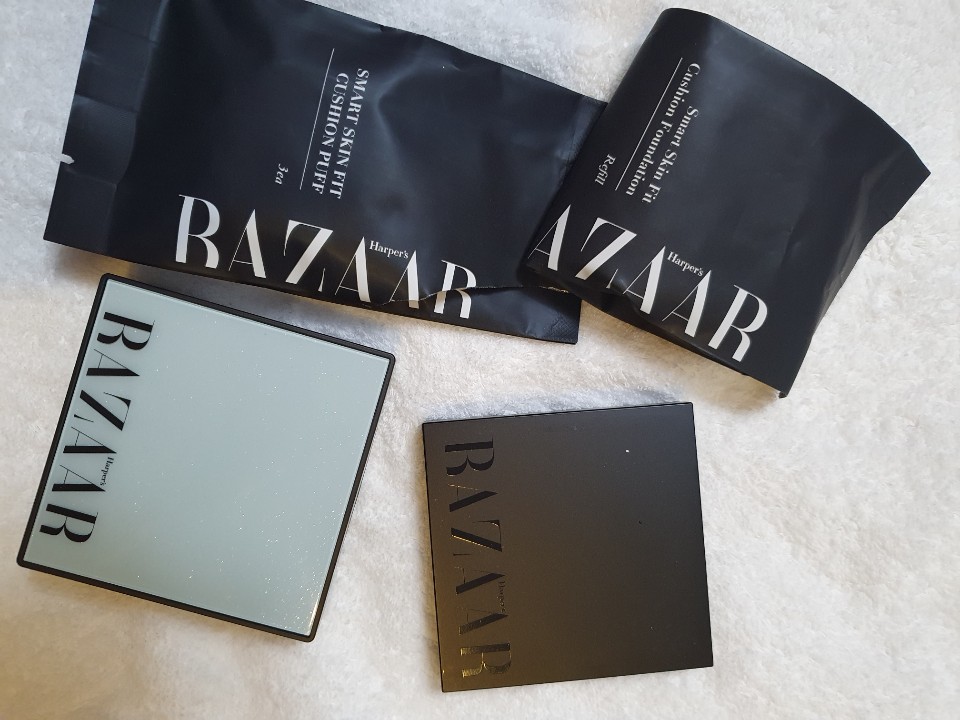 SMART SKIN FIT
CUSHION PUFF
3ea
Harper's
BAZAAR
Smart Skin Fit
Cushion Foundation
Refill
Harper's
AZAAR
Harper's
BAZAAR
Harper's
BAZAAR